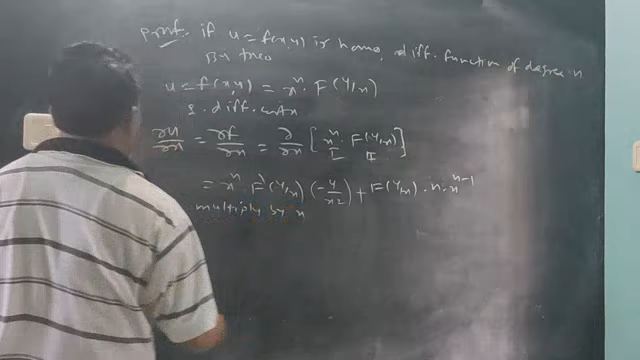 Proof. if u = f(x,y) is homo. diff. function of degree n
By theo
u = f(x,y) = x^n . F(y/x)
diff. w.r.t x
∂u/∂x = ∂f/∂x = ∂/∂x [x^n . F(y/x)]
I II
= x^n F'(y/x) (-y/x2) + F(y/x) . n . x^n-1
multiply by x